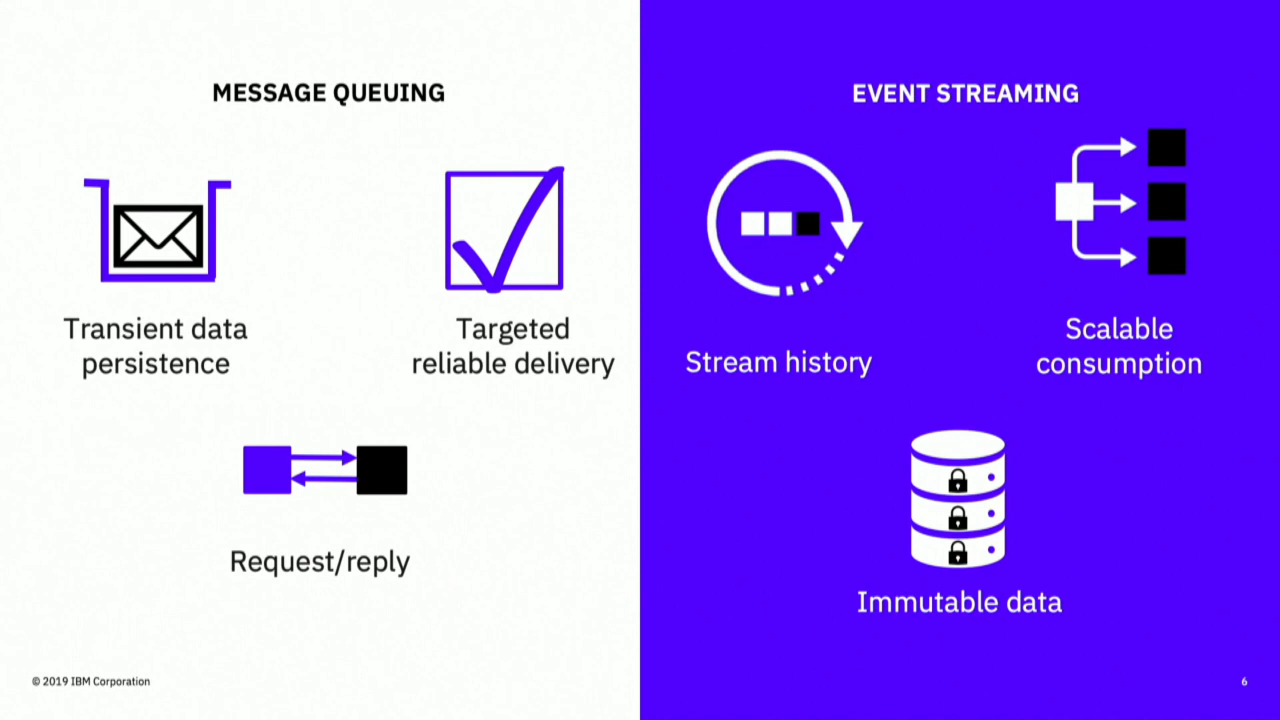 MESSAGE QUEUING
Transient data
persistence
Targeted
reliable delivery
Request/reply
EVENT STREAMING
Stream history
Scalable
consumption
Immutable data
© 2019 IBM Corporation
6